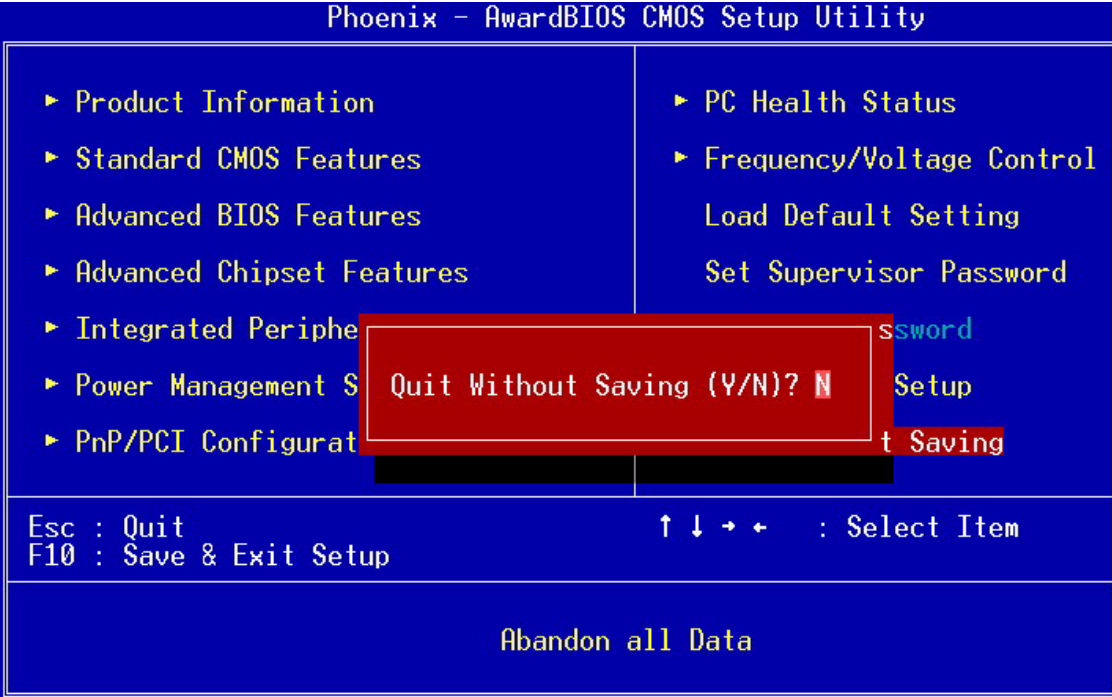 Phoenix - AwardBIOS CMOS Setup Utility
► Product Information
► Standard CMOS Features
► Advanced BIOS Features
► Advanced Chipset Features
► Integrated Periphe
► Power Management S
► PnP/PCI Configurat
► PC Health Status
► Frequency/Voltage Control
Load Default Setting
Set Supervisor Password
ssword
Setup
t Saving
Quit Without Saving (Y/N)? N
Esc : Quit
F10 : Save & Exit Setup
↑ ↓ → ← : Select Item
Abandon all Data